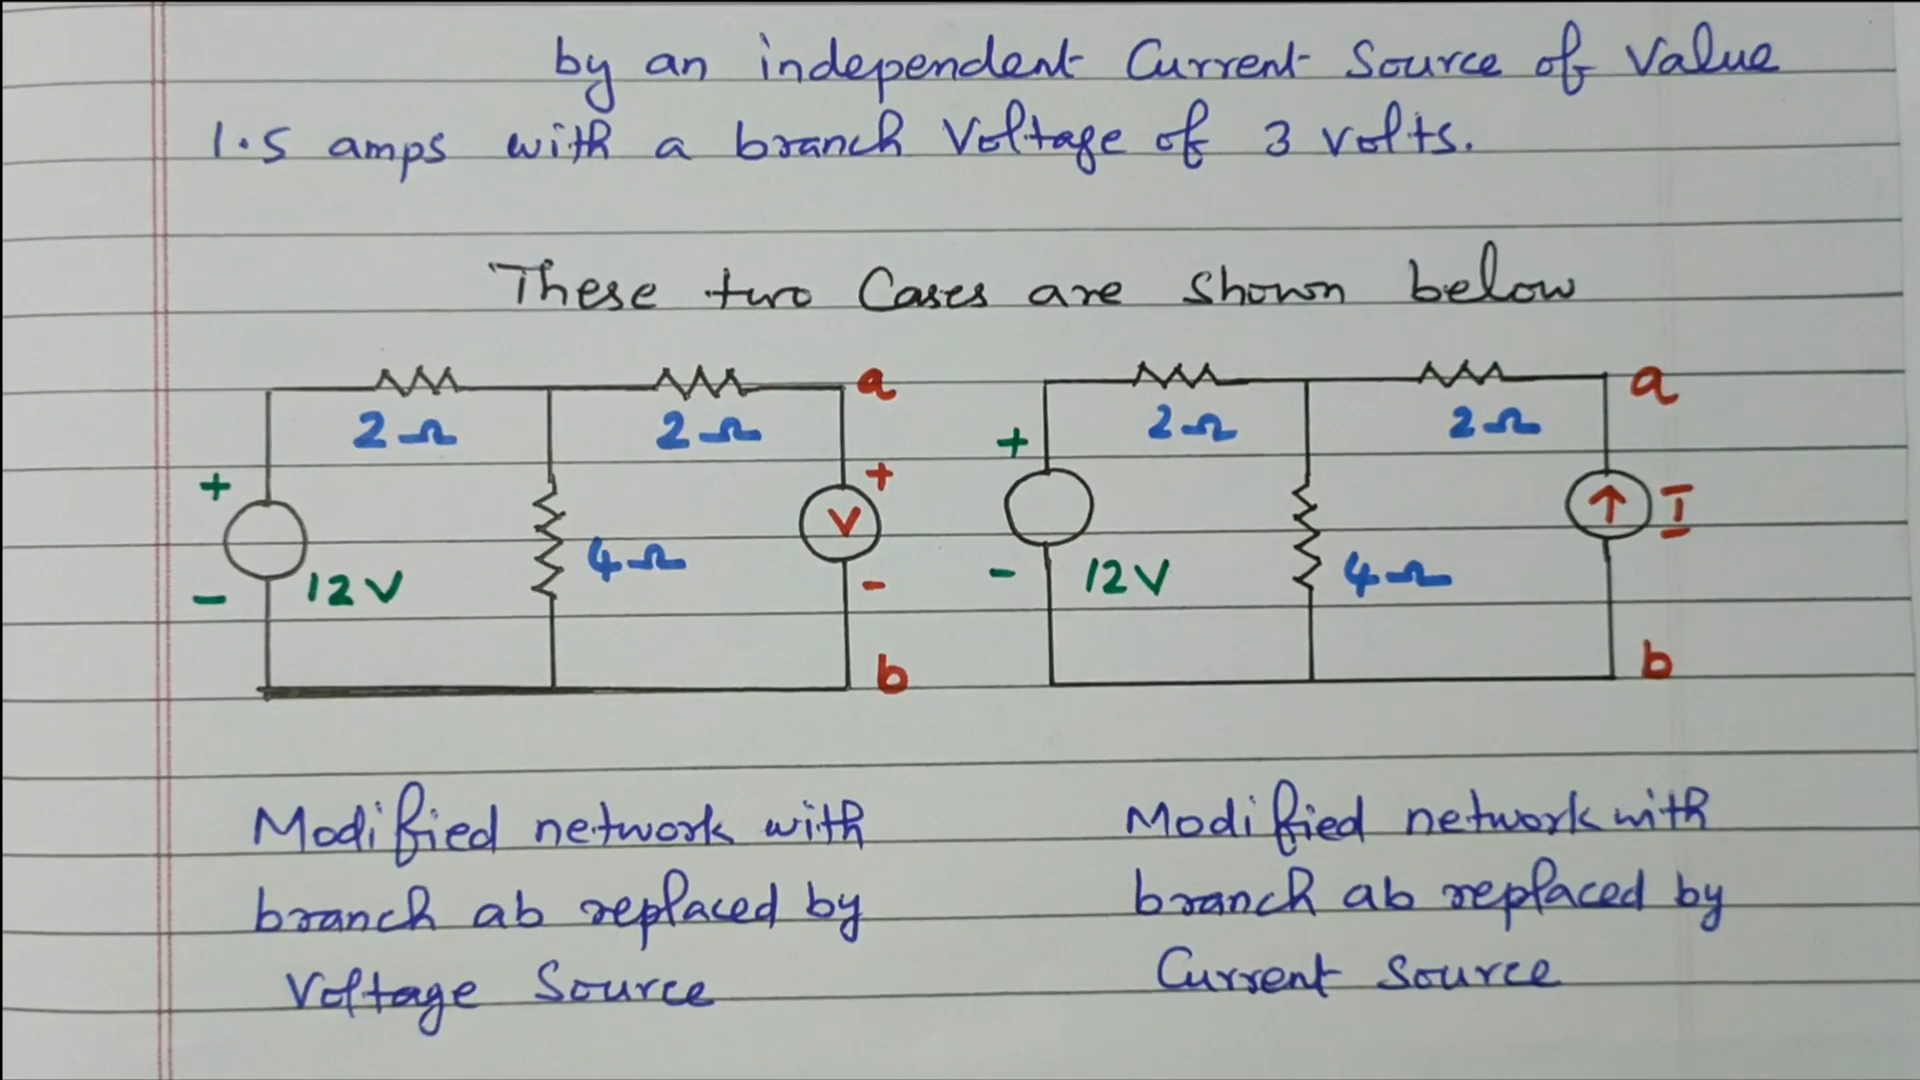 by an independent Current Source of Value
1.5 amps with a branch Voltage of 3 volts.
These two Cases are shown below
2Ω 2Ω a
+ 12V -
4Ω
+ V -
b
2Ω 2Ω a
+ 12V -
4Ω
↑ I
b
Modified network with
branch ab replaced by
Voltage Source
Modified network with
branch ab replaced by
Current Source